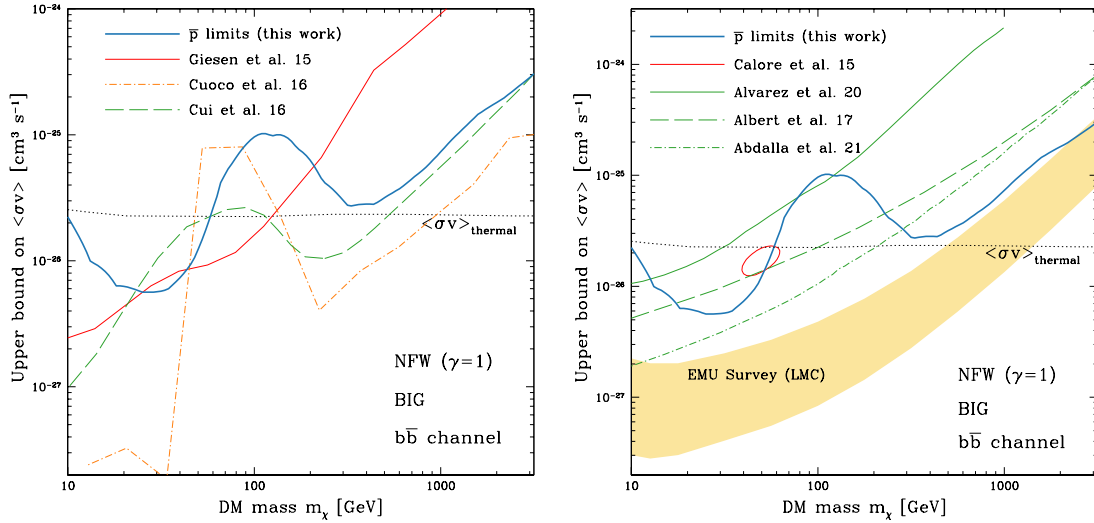 10⁻²⁴
10⁻²⁵
10⁻²⁶
10⁻²⁷
Upper bound on <σv> [cm³ s⁻¹]
p̅ limits (this work)
Giesen et al. 15
Cuoco et al. 16
Cui et al. 16
<σv>thermal
NFW (γ=1)
BIG
bb̅ channel
10
100
1000
DM mass mχ [GeV]
10⁻²⁴
10⁻²⁵
10⁻²⁶
10⁻²⁷
Upper bound on <σv> [cm³ s⁻¹]
p̅ limits (this work)
Calore et al. 15
Alvarez et al. 20
Albert et al. 17
Abdalla et al. 21
<σv>thermal
EMU Survey (LMC)
NFW (γ=1)
BIG
bb̅ channel
10
100
1000
DM mass mχ [GeV]